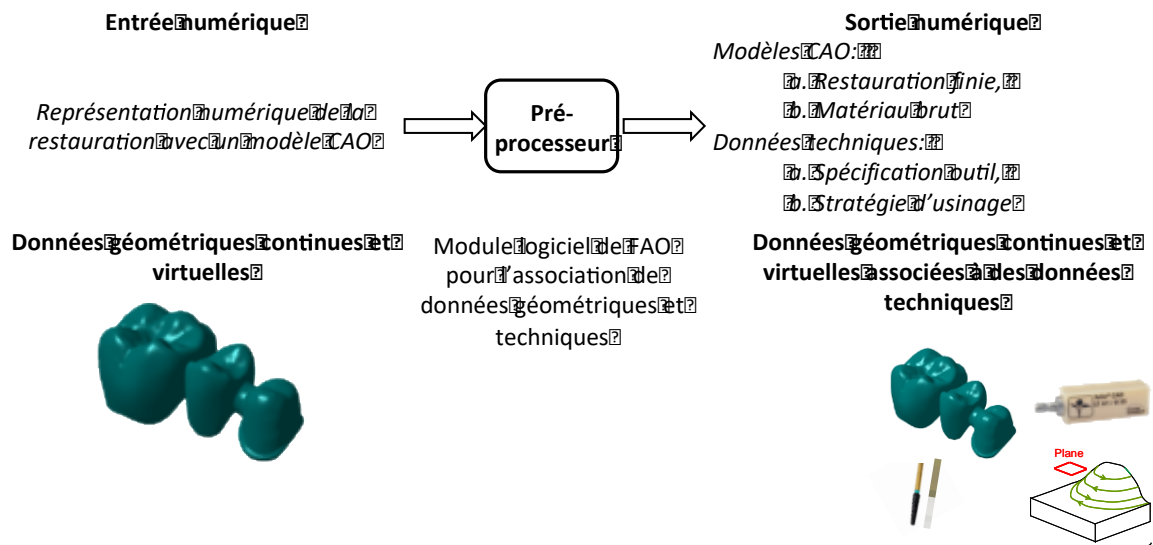 Entrée numérique
Représentation numérique de la
restauration avec un modèle CAO
Données géométriques continues et
virtuelles
Pré-
processeur
Module logiciel de FAO
pour l'association de
données géométriques et
techniques
Sortie numérique
Modèles CAO:
a. Restauration finie,
b. Matériau brut
Données techniques:
a. Spécification outil,
b. Stratégie d'usinage
Données géométriques continues et
virtuelles associées à des données
techniques
Plane